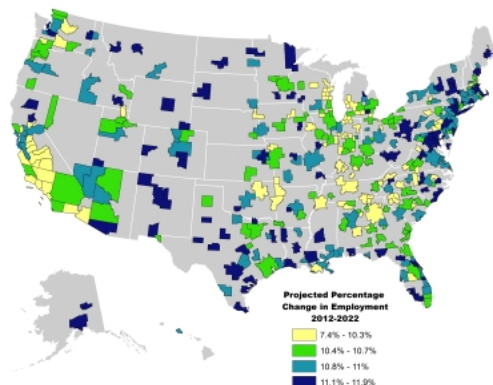 Projected Percentage
Change in Employment
2012-2022
7.4% - 10.3%
10.4% - 10.7%
10.8% - 11%
11.1% - 11.9%